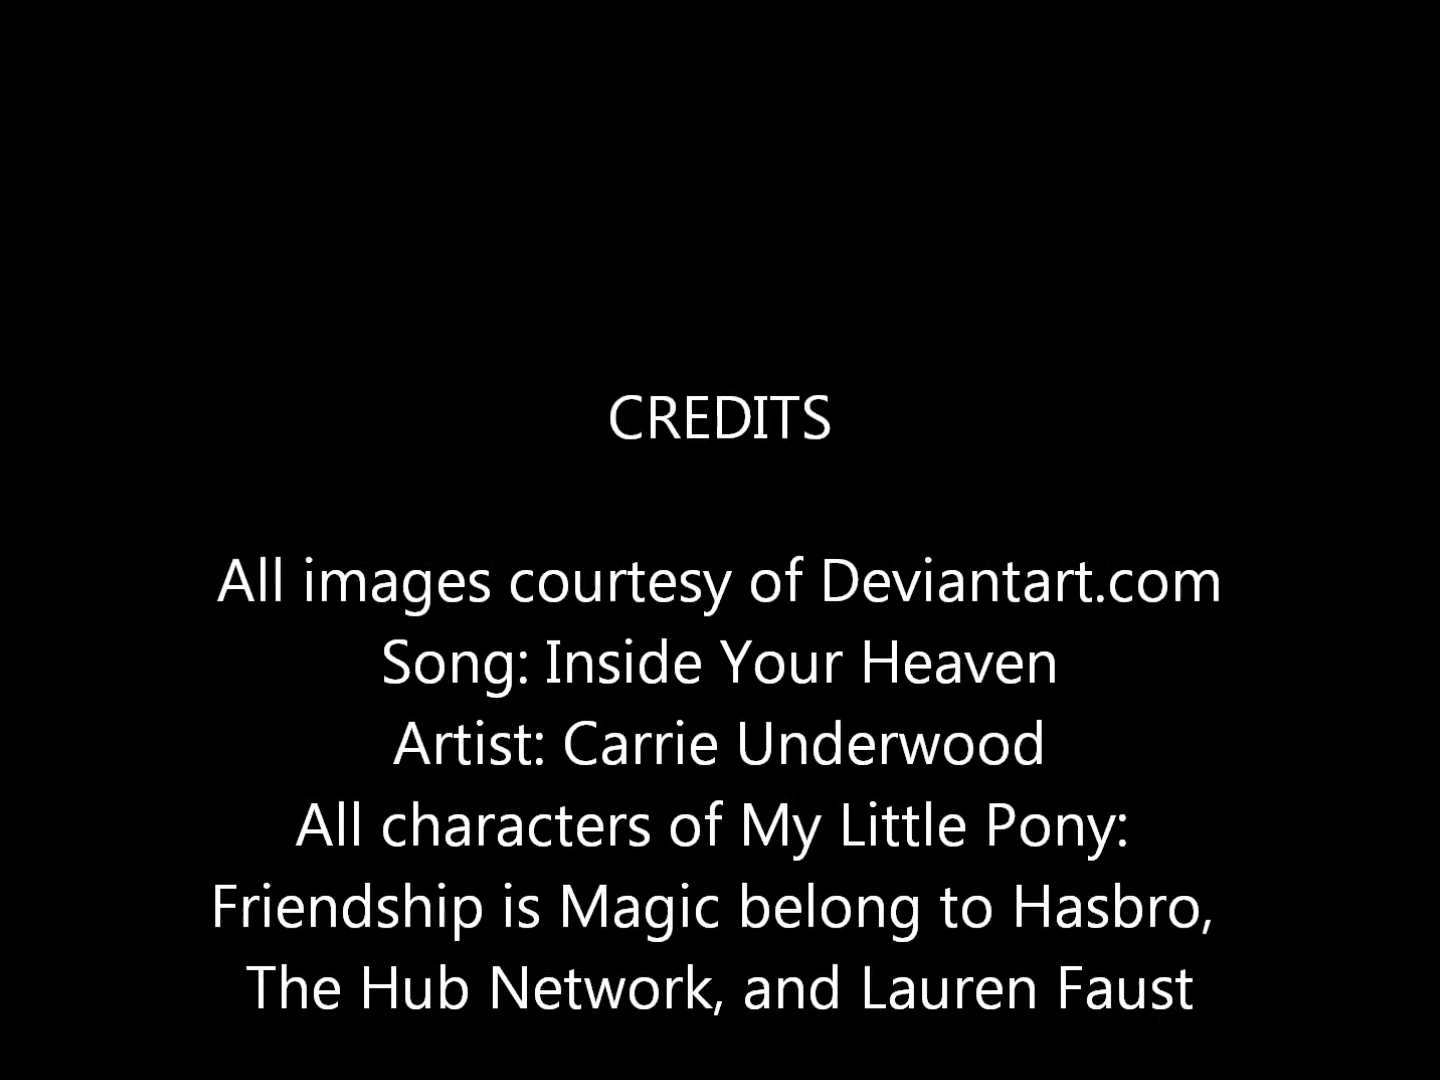 CREDITS
All images courtesy of Deviantart.com
Song: Inside Your Heaven
Artist: Carrie Underwood
All characters of My Little Pony:
Friendship is Magic belong to Hasbro,
The Hub Network, and Lauren Faust